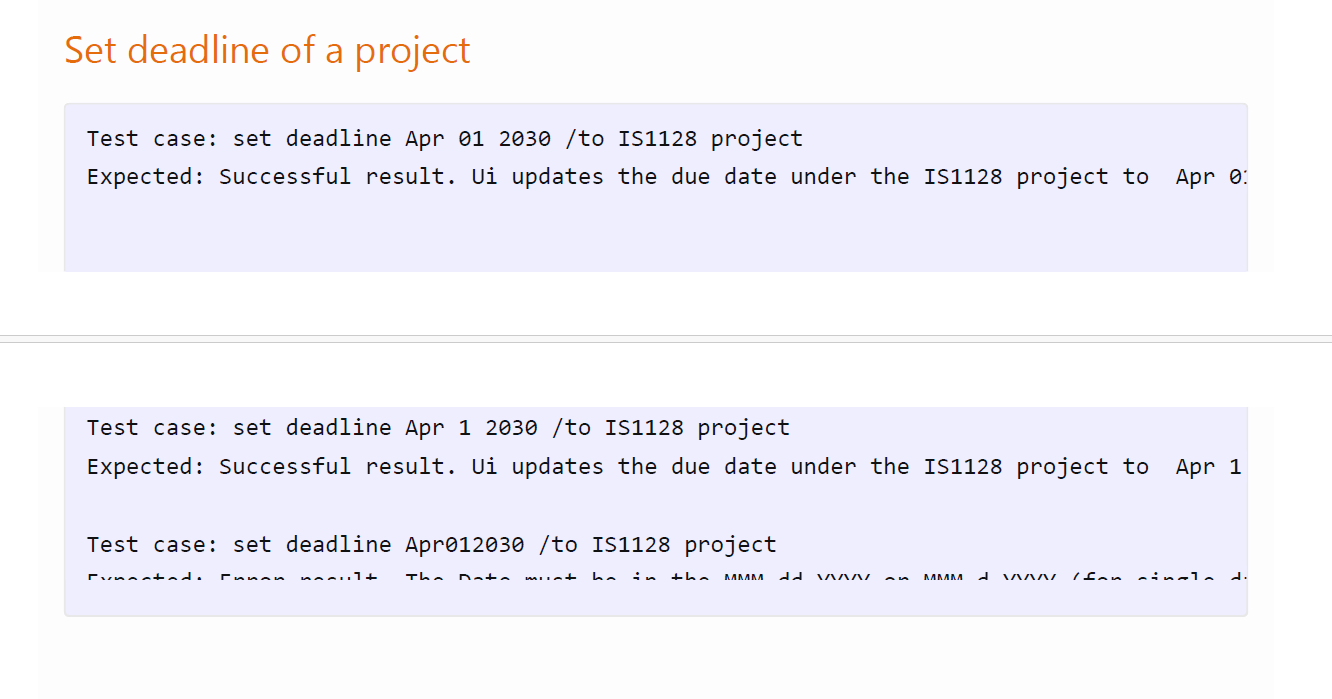 Set deadline of a project
Test case: set deadline Apr 01 2030 /to IS1128 project
Expected: Successful result. Ui updates the due date under the IS1128 project to  Apr 01
Test case: set deadline Apr 1 2030 /to IS1128 project
Expected: Successful result. Ui updates the due date under the IS1128 project to  Apr 1
Test case: set deadline Apr012030 /to IS1128 project
Expected: Error result. The Date must be in the MMM dd YYYY or MMM d YYYY (for single